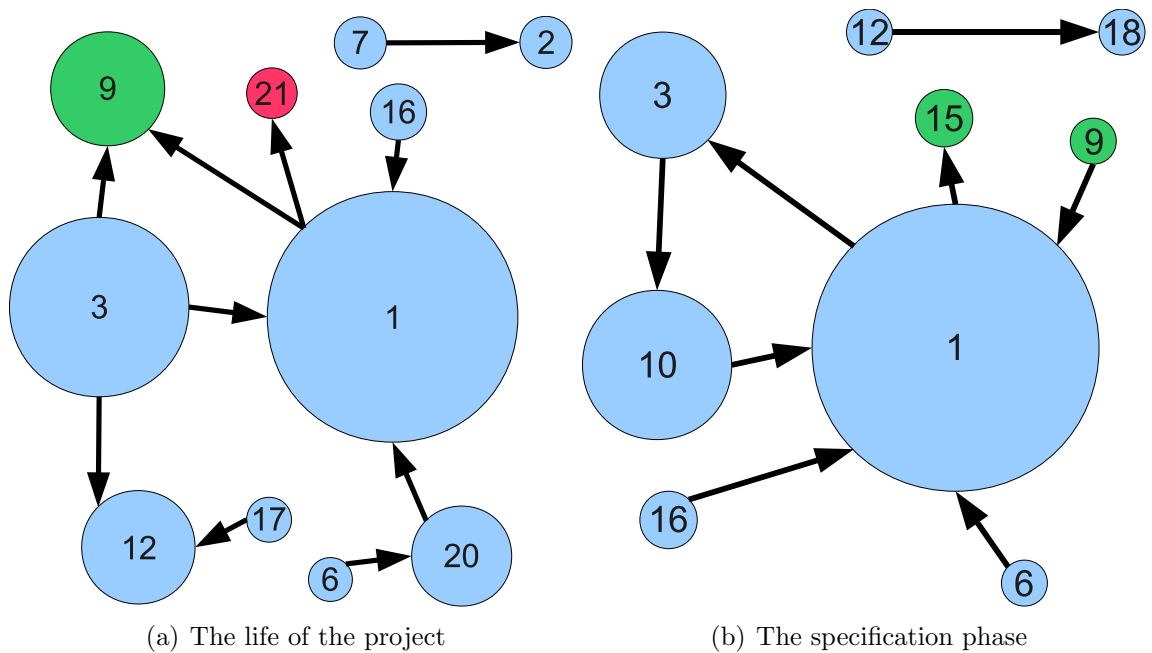 7 2
9 21 16
3 1
12 17 6 20
(a) The life of the project
12 18
3 15 9
10 1
16 6
(b) The specification phase